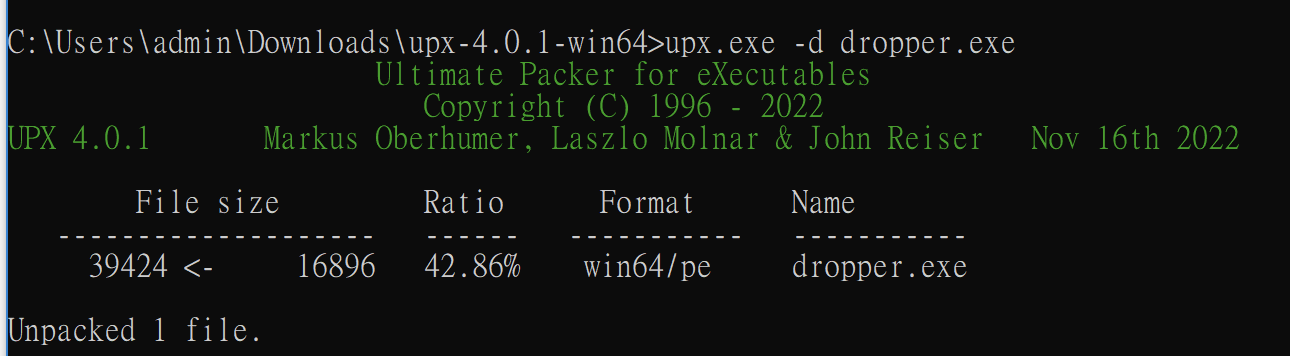 C:\Users\admin\Downloads\upx-4.0.1-win64>upx.exe -d dropper.exe
Ultimate Packer for eXecutables
Copyright (C) 1996 - 2022
UPX 4.0.1 Markus Oberhumer, Laszlo Molnar & John Reiser Nov 16th 2022
File size Ratio Format Name
-------------------- ------ ----------- -----------
39424 <- 16896 42.86% win64/pe dropper.exe
Unpacked 1 file.